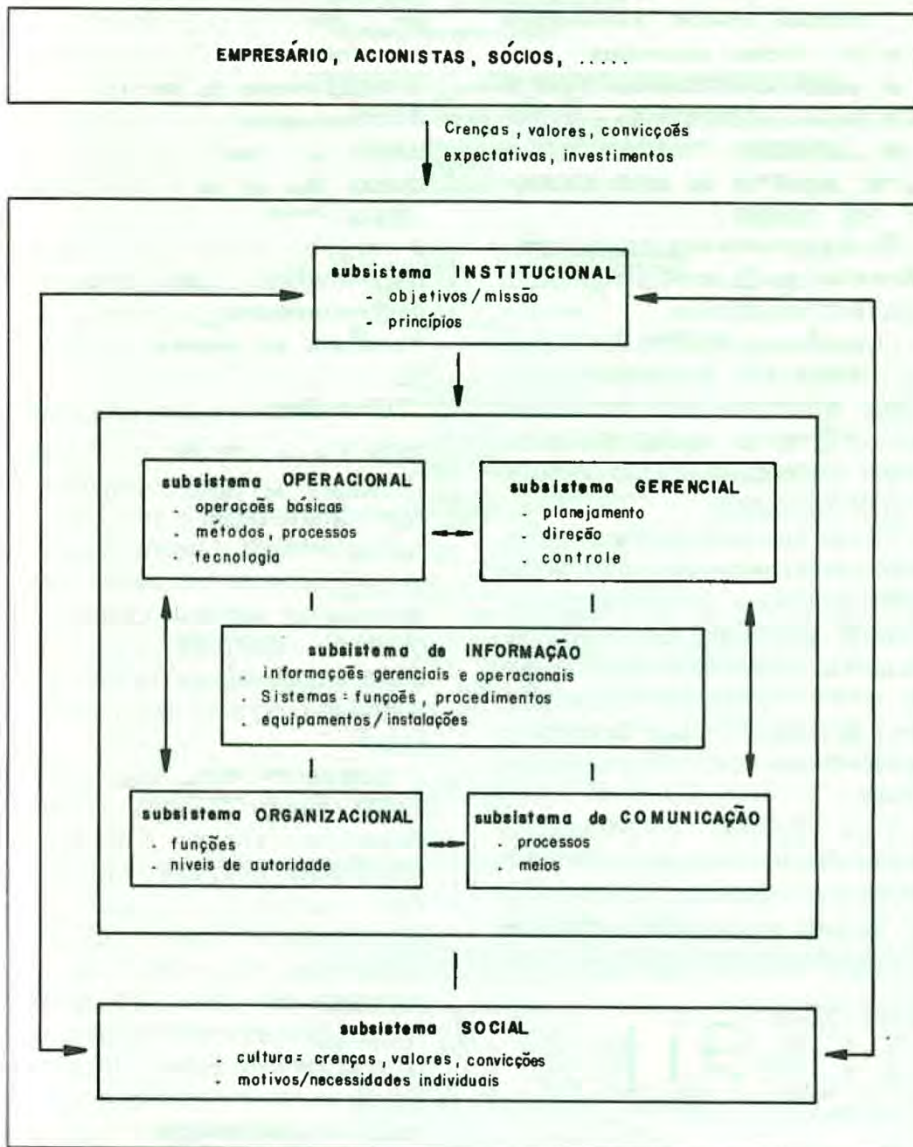 EMPRESÁRIO, ACIONISTAS, SÓCIOS, .....
Crenças, valores, convicções
expectativas, investimentos
subsistema INSTITUCIONAL
- objetivos/missão
- princípios
subsistema OPERACIONAL
. operações básicas
. métodos, processos
- tecnologia
subsistema GERENCIAL
. planejamento
. direção
. controle
subsistema de INFORMAÇÃO
. informações gerenciais e operacionais
. Sistemas = funções, procedimentos
. equipamentos/instalações
subsistema ORGANIZACIONAL
. funções
- niveis de autoridade
subsistema de COMUNICAÇÃO
. processos
. meios
subsistema SOCIAL
- cultura = crenças, valores, convicções
- motivos/necessidades individuais